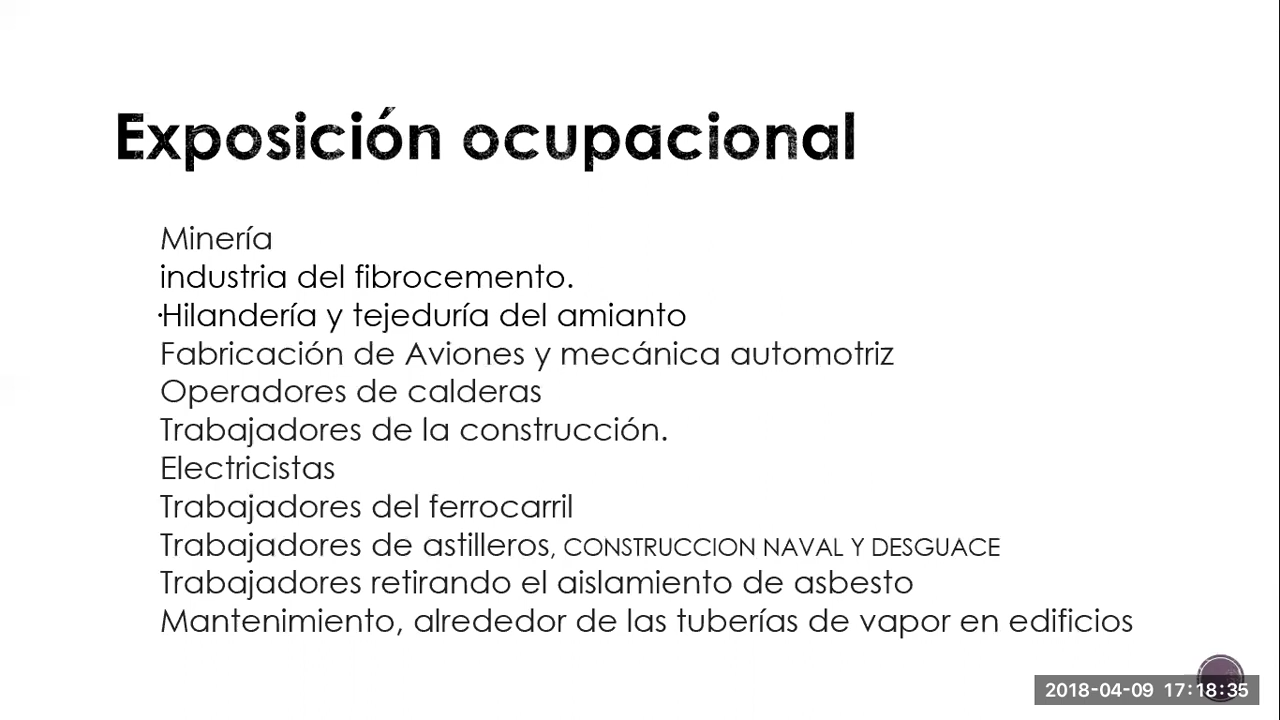 Exposición ocupacional
Minería
industria del fibrocemento.
·Hilandería y tejeduría del amianto
Fabricación de Aviones y mecánica automotriz
Operadores de calderas
Trabajadores de la construcción.
Electricistas
Trabajadores del ferrocarril
Trabajadores de astilleros, CONSTRUCCION NAVAL Y DESGUACE
Trabajadores retirando el aislamiento de asbesto
Mantenimiento, alrededor de las tuberías de vapor en edificios
2018-04-09 17:18:35